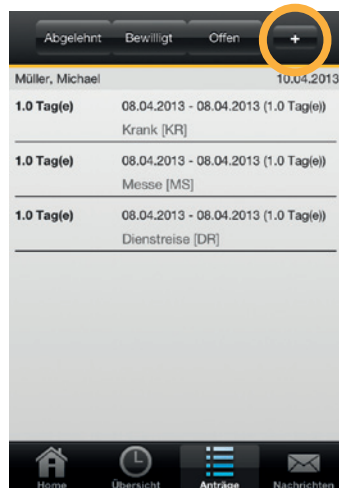 Abgelehnt Bewilligt Offen +
Müller, Michael 10.04.2013
1.0 Tag(e) 08.04.2013 - 08.04.2013 (1.0 Tag(e))
Krank [KR]
1.0 Tag(e) 08.04.2013 - 08.04.2013 (1.0 Tag(e))
Messe [MS]
1.0 Tag(e) 08.04.2013 - 08.04.2013 (1.0 Tag(e))
Dienstreise [DR]
Home Übersicht Anträge Nachrichten